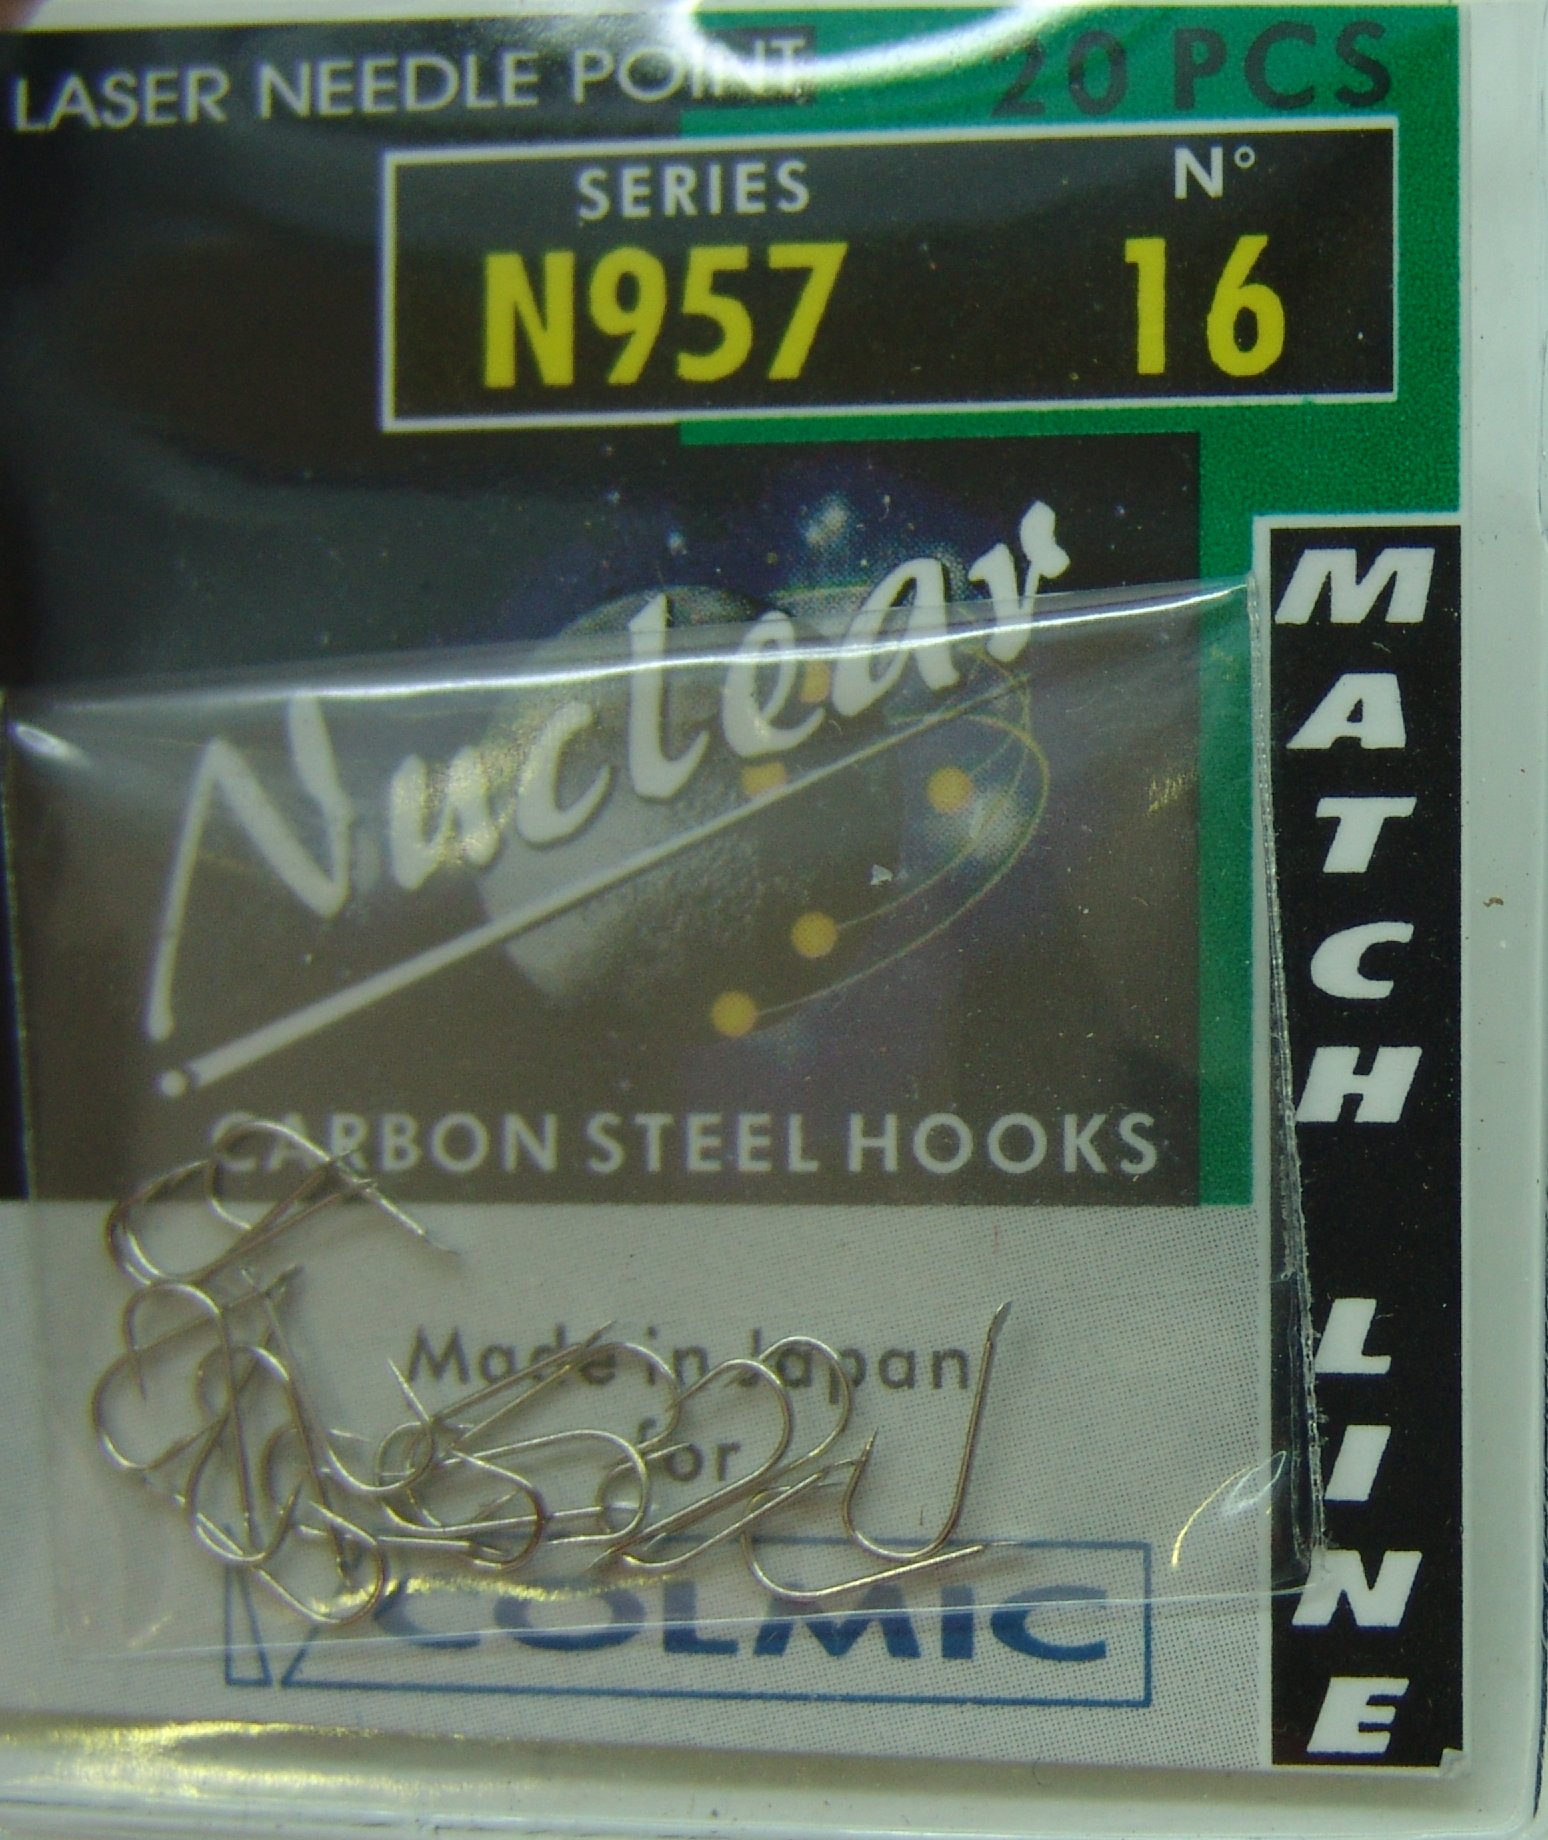 LASER NEEDLE POINT
20 PCS
SERIES N°
N957 16
Nuclear
CARBON STEEL HOOKS
Made in Japan
for
COLMIC
MATCH LINE